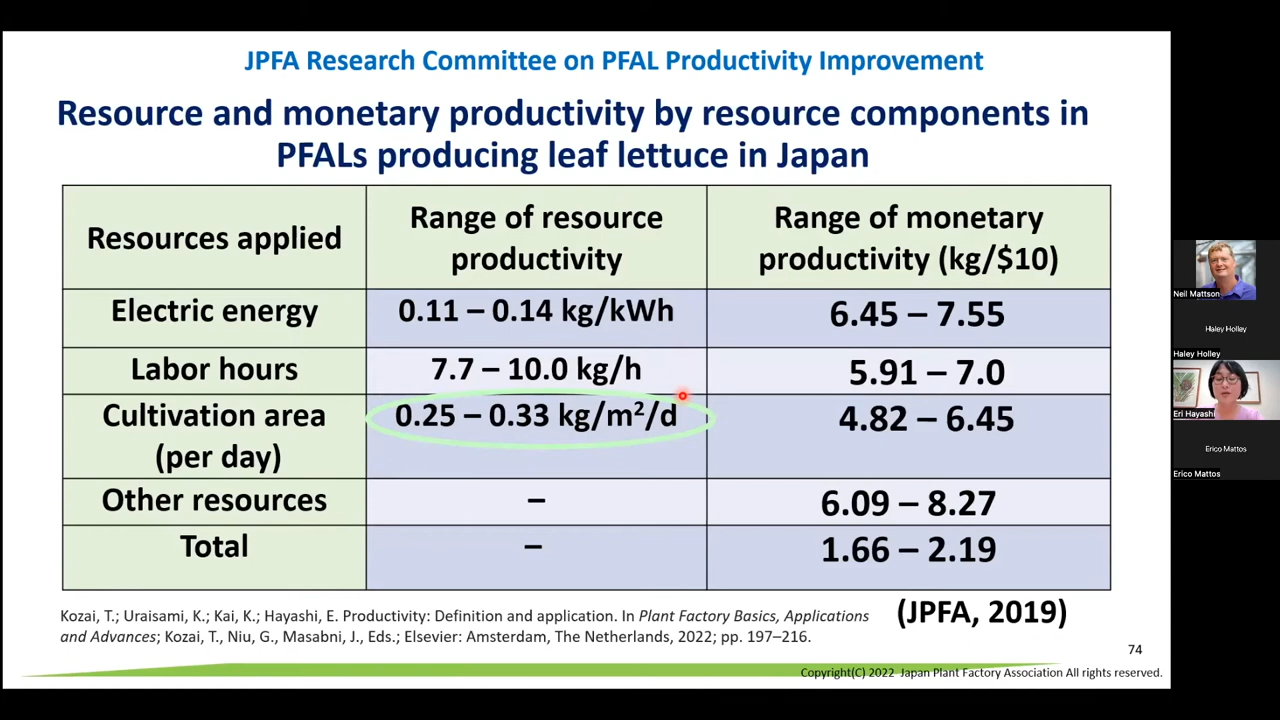 JPFA Research Committee on PFAL Productivity Improvement
Resource and monetary productivity by resource components in
PFALs producing leaf lettuce in Japan
Resources applied
Range of resource
productivity
Range of monetary
productivity (kg/$10)
Electric energy
0.11 – 0.14 kg/kWh
6.45 – 7.55
Labor hours
7.7 – 10.0 kg/h
5.91 – 7.0
Cultivation area
(per day)
0.25 – 0.33 kg/m²/d
4.82 – 6.45
Other resources
–
6.09 – 8.27
Total
–
1.66 – 2.19
Kozai, T.; Uraisami, K.; Kai, K.; Hayashi, E. Productivity: Definition and application. In Plant Factory Basics, Applications
and Advances; Kozai, T., Niu, G., Masabni, J., Eds.; Elsevier: Amsterdam, The Netherlands, 2022; pp. 197–216.
(JPFA, 2019)
74
Copyright(C) 2022 Japan Plant Factory Association All rights reserved.
Neil Mattson
Haley Holley
Haley Holley
Eri Hayashi
Erico Mattos
Erico Mattos